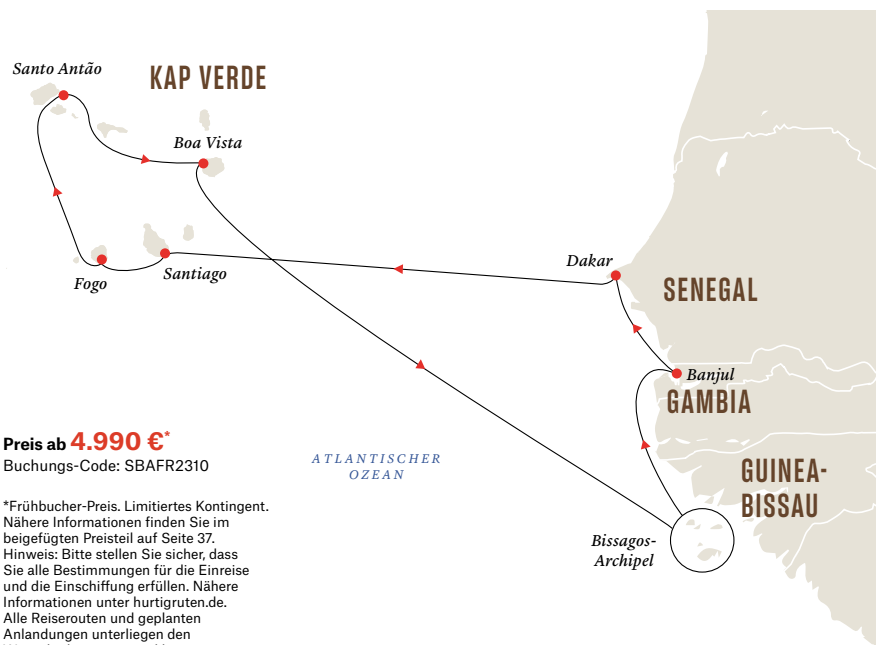 Santo Antão
KAP VERDE
Boa Vista
Dakar
Santiago
Fogo
SENEGAL
Banjul
GAMBIA
Preis ab 4.990 €*
Buchungs-Code: SBAFR2310
ATLANTISCHER
OZEAN
GUINEA-
BISSAU
Bissagos-
Archipel
*Frühbucher-Preis. Limitiertes Kontingent.
Nähere Informationen finden Sie im
beigefügten Preisteil auf Seite 37.
Hinweis: Bitte stellen Sie sicher, dass
Sie alle Bestimmungen für die Einreise
und die Einschiffung erfüllen. Nähere
Informationen unter hurtigruten.de.
Alle Reiserouten und geplanten
Anlandungen unterliegen den